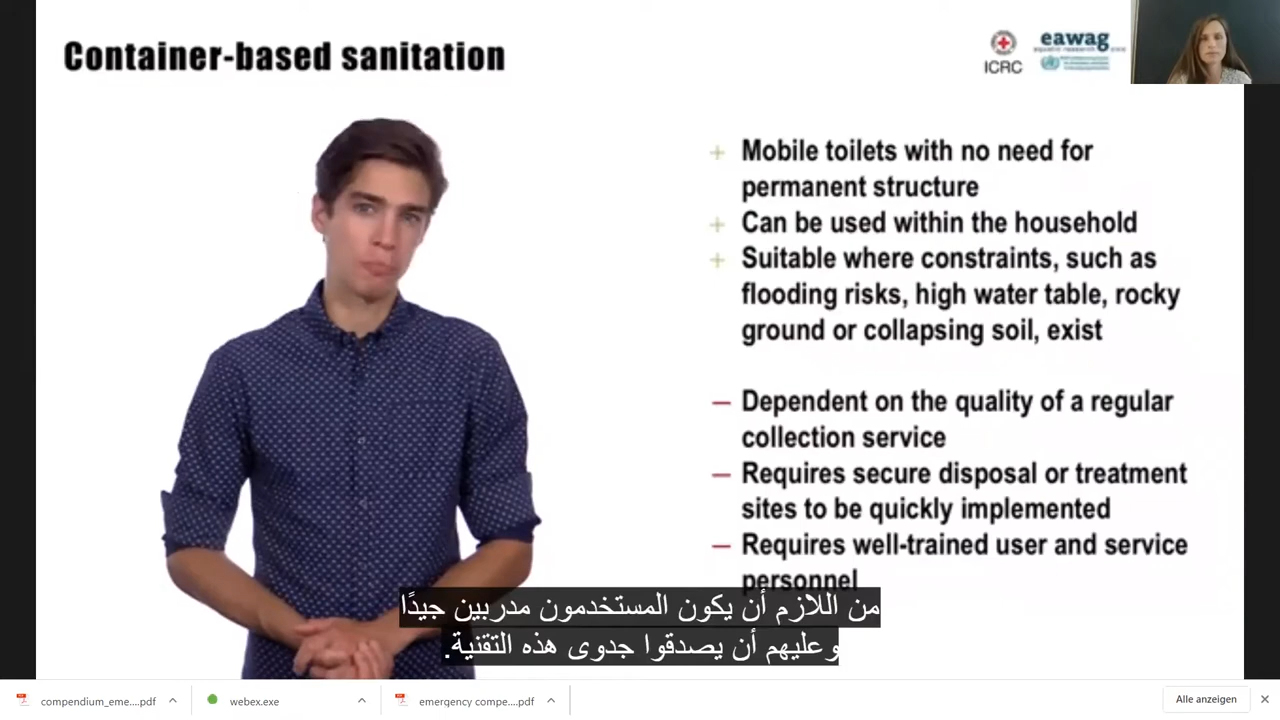 Container-based sanitation
ICRC
eawag
+ Mobile toilets with no need for
permanent structure
+ Can be used within the household
+ Suitable where constraints, such as
flooding risks, high water table, rocky
ground or collapsing soil, exist
— Dependent on the quality of a regular
collection service
— Requires secure disposal or treatment
sites to be quickly implemented
— Requires well-trained user and service
personnel
من اللازم أن يكون المستخدمون مدربين جيدًا
وعليهم أن يصدقوا جدوى هذه التقنية.
compendium_eme....pdf
webex.exe
emergency compe....pdf
Alle anzeigen